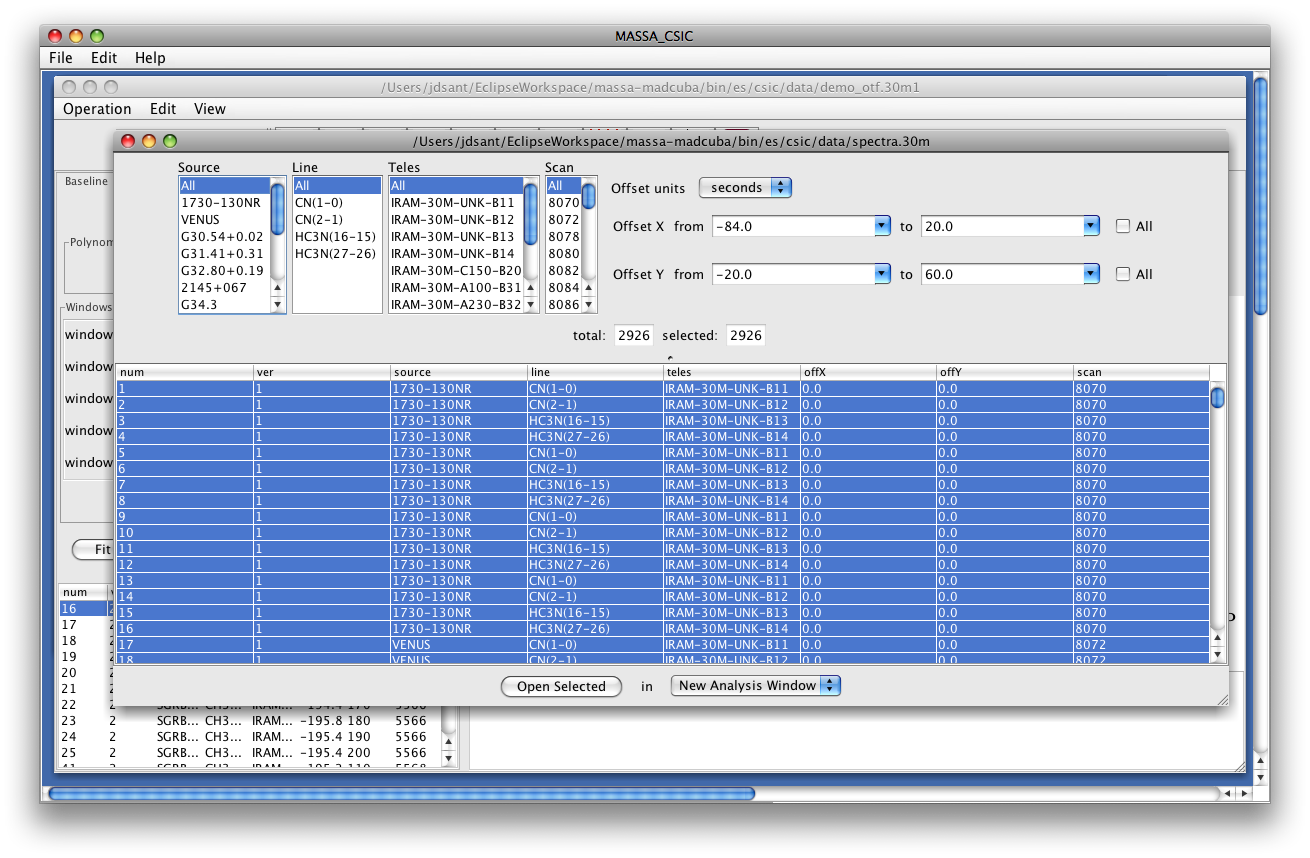 MASSA_CSIC
File Edit Help
/Users/jdsant/EclipseWorkspace/massa-madcuba/bin/es/csic/data/demo_otf.30m1
Operation Edit View
/Users/jdsant/EclipseWorkspace/massa-madcuba/bin/es/csic/data/spectra.30m
Baseline
Polynom
Windows
window
window
window
window
window
Fit
Source Line Teles Scan
All All All All
1730-130NR CN(1-0) IRAM-30M-UNK-B11 8070
VENUS CN(2-1) IRAM-30M-UNK-B12 8072
G30.54+0.02 HC3N(16-15) IRAM-30M-UNK-B13 8078
G31.41+0.31 HC3N(27-26) IRAM-30M-UNK-B14 8080
G32.80+0.19 IRAM-30M-C150-B20 8082
2145+067 IRAM-30M-A100-B31 8084
G34.3 IRAM-30M-A230-B32 8086
Offset units seconds
Offset X from -84.0 to 20.0 All
Offset Y from -20.0 to 60.0 All
total: 2926 selected: 2926
num ver source line teles offX offY scan
1 1 1730-130NR CN(1-0) IRAM-30M-UNK-B11 0.0 0.0 8070
2 1 1730-130NR CN(2-1) IRAM-30M-UNK-B12 0.0 0.0 8070
3 1 1730-130NR HC3N(16-15) IRAM-30M-UNK-B13 0.0 0.0 8070
4 1 1730-130NR HC3N(27-26) IRAM-30M-UNK-B14 0.0 0.0 8070
5 1 1730-130NR CN(1-0) IRAM-30M-UNK-B11 0.0 0.0 8070
6 1 1730-130NR CN(2-1) IRAM-30M-UNK-B12 0.0 0.0 8070
7 1 1730-130NR HC3N(16-15) IRAM-30M-UNK-B13 0.0 0.0 8070
8 1 1730-130NR HC3N(27-26) IRAM-30M-UNK-B14 0.0 0.0 8070
9 1 1730-130NR CN(1-0) IRAM-30M-UNK-B11 0.0 0.0 8070
10 1 1730-130NR CN(2-1) IRAM-30M-UNK-B12 0.0 0.0 8070
11 1 1730-130NR HC3N(16-15) IRAM-30M-UNK-B13 0.0 0.0 8070
12 1 1730-130NR HC3N(27-26) IRAM-30M-UNK-B14 0.0 0.0 8070
13 1 1730-130NR CN(1-0) IRAM-30M-UNK-B11 0.0 0.0 8070
14 1 1730-130NR CN(2-1) IRAM-30M-UNK-B12 0.0 0.0 8070
15 1 1730-130NR HC3N(16-15) IRAM-30M-UNK-B13 0.0 0.0 8070
16 1 1730-130NR HC3N(27-26) IRAM-30M-UNK-B14 0.0 0.0 8070
17 1 VENUS CN(1-0) IRAM-30M-UNK-B11 0.0 0.0 8072
18 1 VENUS CN(2-1) IRAM-30M-UNK-B12 0.0 0.0 8072
Open Selected in New Analysis Window
num
16
17
18
19
20
21
22 2
23 2 SGRB... CH3... IRAM... -195.8 180 5566
24 2 SGRB... CH3... IRAM... -195.4 190 5566
25 2 SGRB... CH3... IRAM... -195.4 200 5566